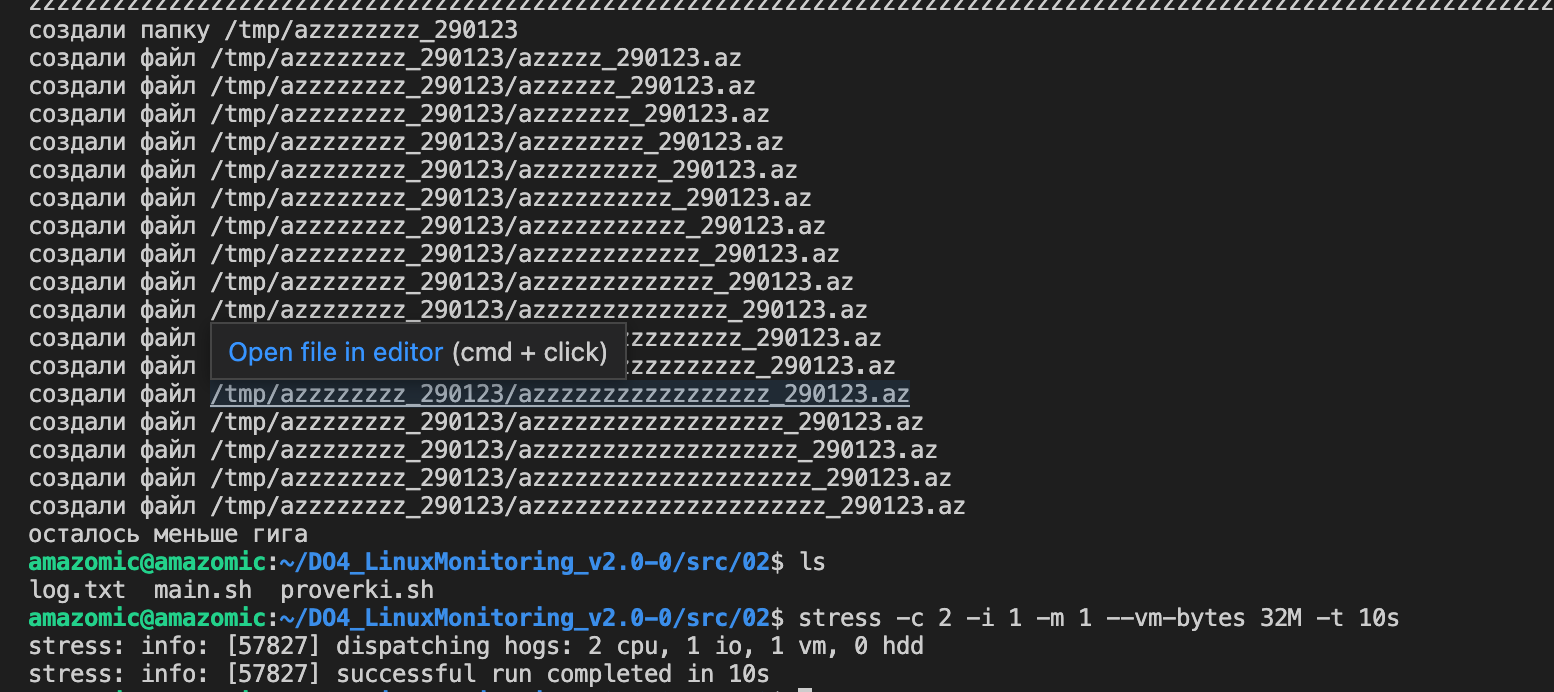 создали папку /tmp/azzzzzzzz_290123
создали файл /tmp/azzzzzzzz_290123/azzzzz_290123.az
создали файл /tmp/azzzzzzzz_290123/azzzzzz_290123.az
создали файл /tmp/azzzzzzzz_290123/azzzzzzz_290123.az
создали файл /tmp/azzzzzzzz_290123/azzzzzzzz_290123.az
создали файл /tmp/azzzzzzzz_290123/azzzzzzzzz_290123.az
создали файл /tmp/azzzzzzzz_290123/azzzzzzzzzz_290123.az
создали файл /tmp/azzzzzzzz_290123/azzzzzzzzzzz_290123.az
создали файл /tmp/azzzzzzzz_290123/azzzzzzzzzzzz_290123.az
создали файл /tmp/azzzzzzzz_290123/azzzzzzzzzzzzz_290123.az
создали файл /tmp/azzzzzzzz_290123/azzzzzzzzzzzzzz_290123.az
создали файл zzzzzzzz_290123.az
Open file in editor (cmd + click)
создали файл zzzzzzzzz_290123.az
создали файл /tmp/azzzzzzzz_290123/azzzzzzzzzzzzzzzzz_290123.az
создали файл /tmp/azzzzzzzz_290123/azzzzzzzzzzzzzzzzzz_290123.az
создали файл /tmp/azzzzzzzz_290123/azzzzzzzzzzzzzzzzzzz_290123.az
создали файл /tmp/azzzzzzzz_290123/azzzzzzzzzzzzzzzzzzzz_290123.az
создали файл /tmp/azzzzzzzz_290123/azzzzzzzzzzzzzzzzzzzzz_290123.az
осталось меньше гига
amazomic@amazomic:~/DO4_LinuxMonitoring_v2.0-0/src/02$ ls
log.txt  main.sh  proverki.sh
amazomic@amazomic:~/DO4_LinuxMonitoring_v2.0-0/src/02$ stress -c 2 -i 1 -m 1 --vm-bytes 32M -t 10s
stress: info: [57827] dispatching hogs: 2 cpu, 1 io, 1 vm, 0 hdd
stress: info: [57827] successful run completed in 10s